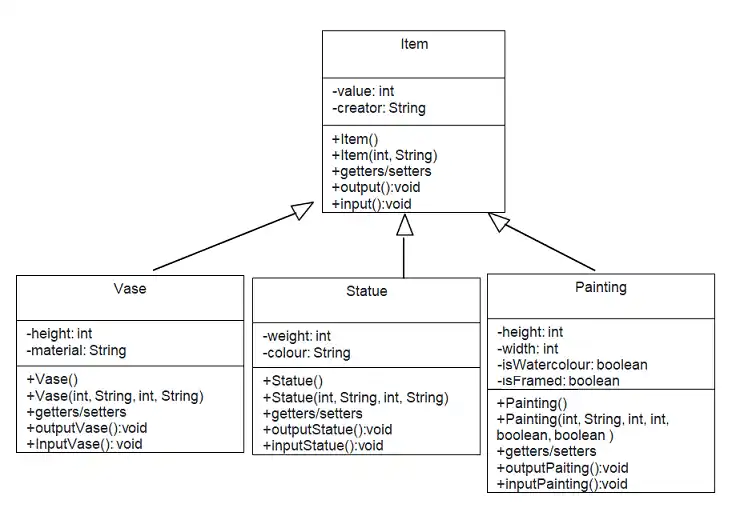 Item
-value: int
-creator: String
+Item()
+Item(int, String)
+getters/setters
+output():void
+input():void
Vase
-height: int
-material: String
+Vase()
+Vase(int, String, int, String)
+getters/setters
+outputVase():void
+InputVase(): void
Statue
-weight: int
-colour: String
+Statue()
+Statue(int, String, int, String)
+getters/setters
+outputStatue():void
+inputStatue():void
Painting
-height: int
-width: int
-isWatercolour: boolean
-isFramed: boolean
+Painting()
+Painting(int, String, int, int,
boolean, boolean )
+getters/setters
+outputPaiting():void
+inputPainting():void